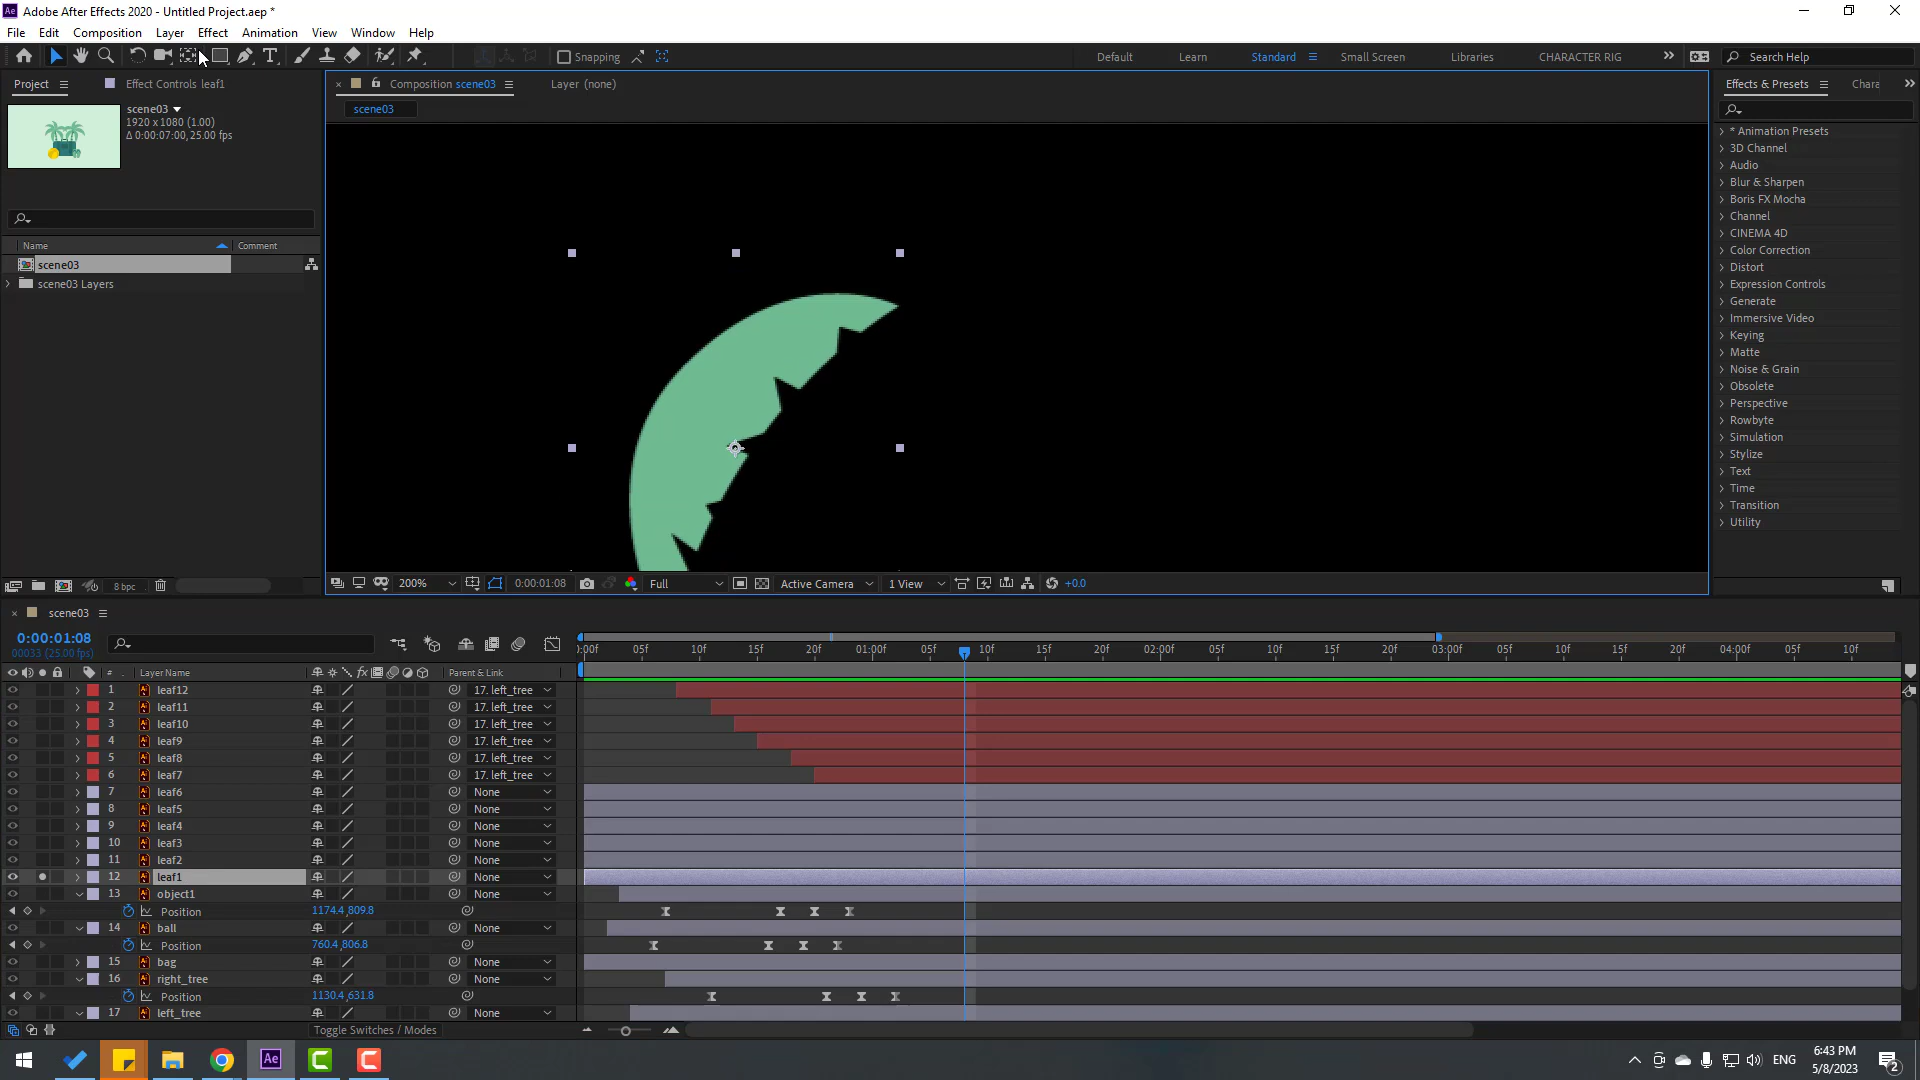 Adobe After Effects 2020 - Untitled Project.aep *
File Edit Composition Layer Effect Animation View Window Help
Snapping
Default Learn Standard Small Screen Libraries CHARACTER RIG Search Help
Project Effect Controls leaf1 Composition scene03 Layer (none) Effects & Presets Chara
scene03
1920 x 1080 (1.00)
Δ 0:00:07:00, 25.00 fps
scene03
* Animation Presets
3D Channel
Audio
Blur & Sharpen
Boris FX Mocha
Channel
CINEMA 4D
Color Correction
Distort
Expression Controls
Generate
Immersive Video
Keying
Matte
Noise & Grain
Obsolete
Perspective
Rowbyte
Simulation
Stylize
Text
Time
Transition
Utility
Name Comment
scene03
scene03 Layers
8 bpc
200% 0:00:01:08 Full Active Camera 1 View +0.0
scene03
0:00:01:08
00033 (25.00 fps)
:00f 05f 10f 15f 20f 01:00f 05f 10f 15f 20f 02:00f 05f 10f 15f 20f 03:00f 05f 10f 15f 20f 04:00f 05f 10f
# Layer Name Parent & Link
1 leaf12 17. left_tree
2 leaf11 17. left_tree
3 leaf10 17. left_tree
4 leaf9 17. left_tree
5 leaf8 17. left_tree
6 leaf7 17. left_tree
7 leaf6 None
8 leaf5 None
9 leaf4 None
10 leaf3 None
11 leaf2 None
12 leaf1 None
13 object1 None
Position 1174.4,809.8
14 ball None
Position 760.4,806.8
15 bag None
16 right_tree None
Position 1130.4,631.8
17 left_tree None
Toggle Switches / Modes
ENG 6:43 PM
5/8/2023
2